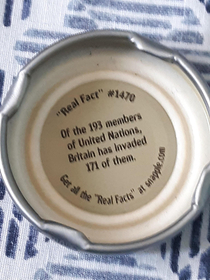 "Real Fact" #1470
Of the 193 members
of United Nations,
Britain has invaded
171 of them.
Get all the "Real Facts" at snapple.com